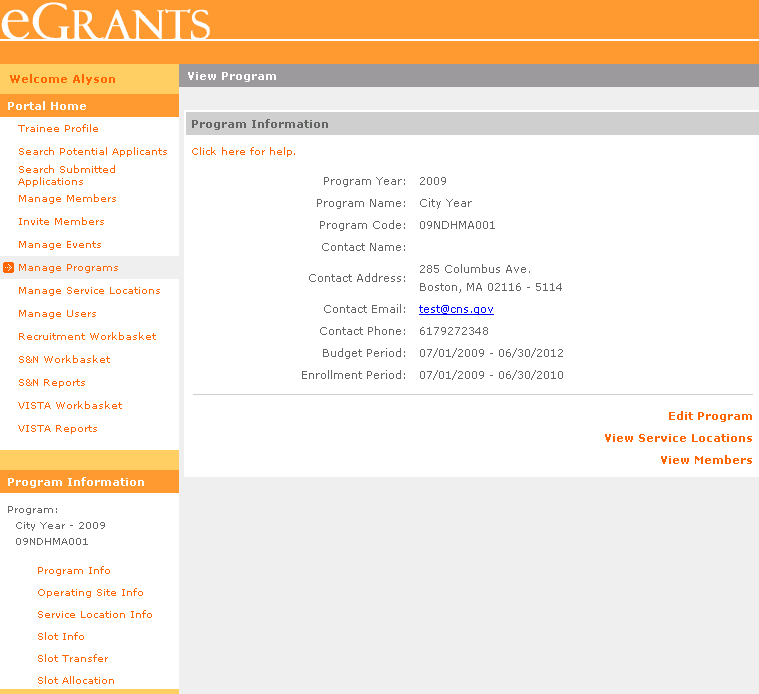 eGRANTS
Welcome Alyson
Portal Home
Trainee Profile
Search Potential Applicants
Search Submitted
Applications
Manage Members
Invite Members
Manage Events
Manage Programs
Manage Service Locations
Manage Users
Recruitment Workbasket
S&N Workbasket
S&N Reports
VISTA Workbasket
VISTA Reports
Program Information
Program:
City Year - 2009
09NDHMA001
Program Info
Operating Site Info
Service Location Info
Slot Info
Slot Transfer
Slot Allocation
View Program
Program Information
Click here for help.
Program Year: 2009
Program Name: City Year
Program Code: 09NDHMA001
Contact Name:
Contact Address: 285 Columbus Ave.
Boston, MA 02116 - 5114
Contact Email: test@cns.gov
Contact Phone: 6179272348
Budget Period: 07/01/2009 - 06/30/2012
Enrollment Period: 07/01/2009 - 06/30/2010
Edit Program
View Service Locations
View Members